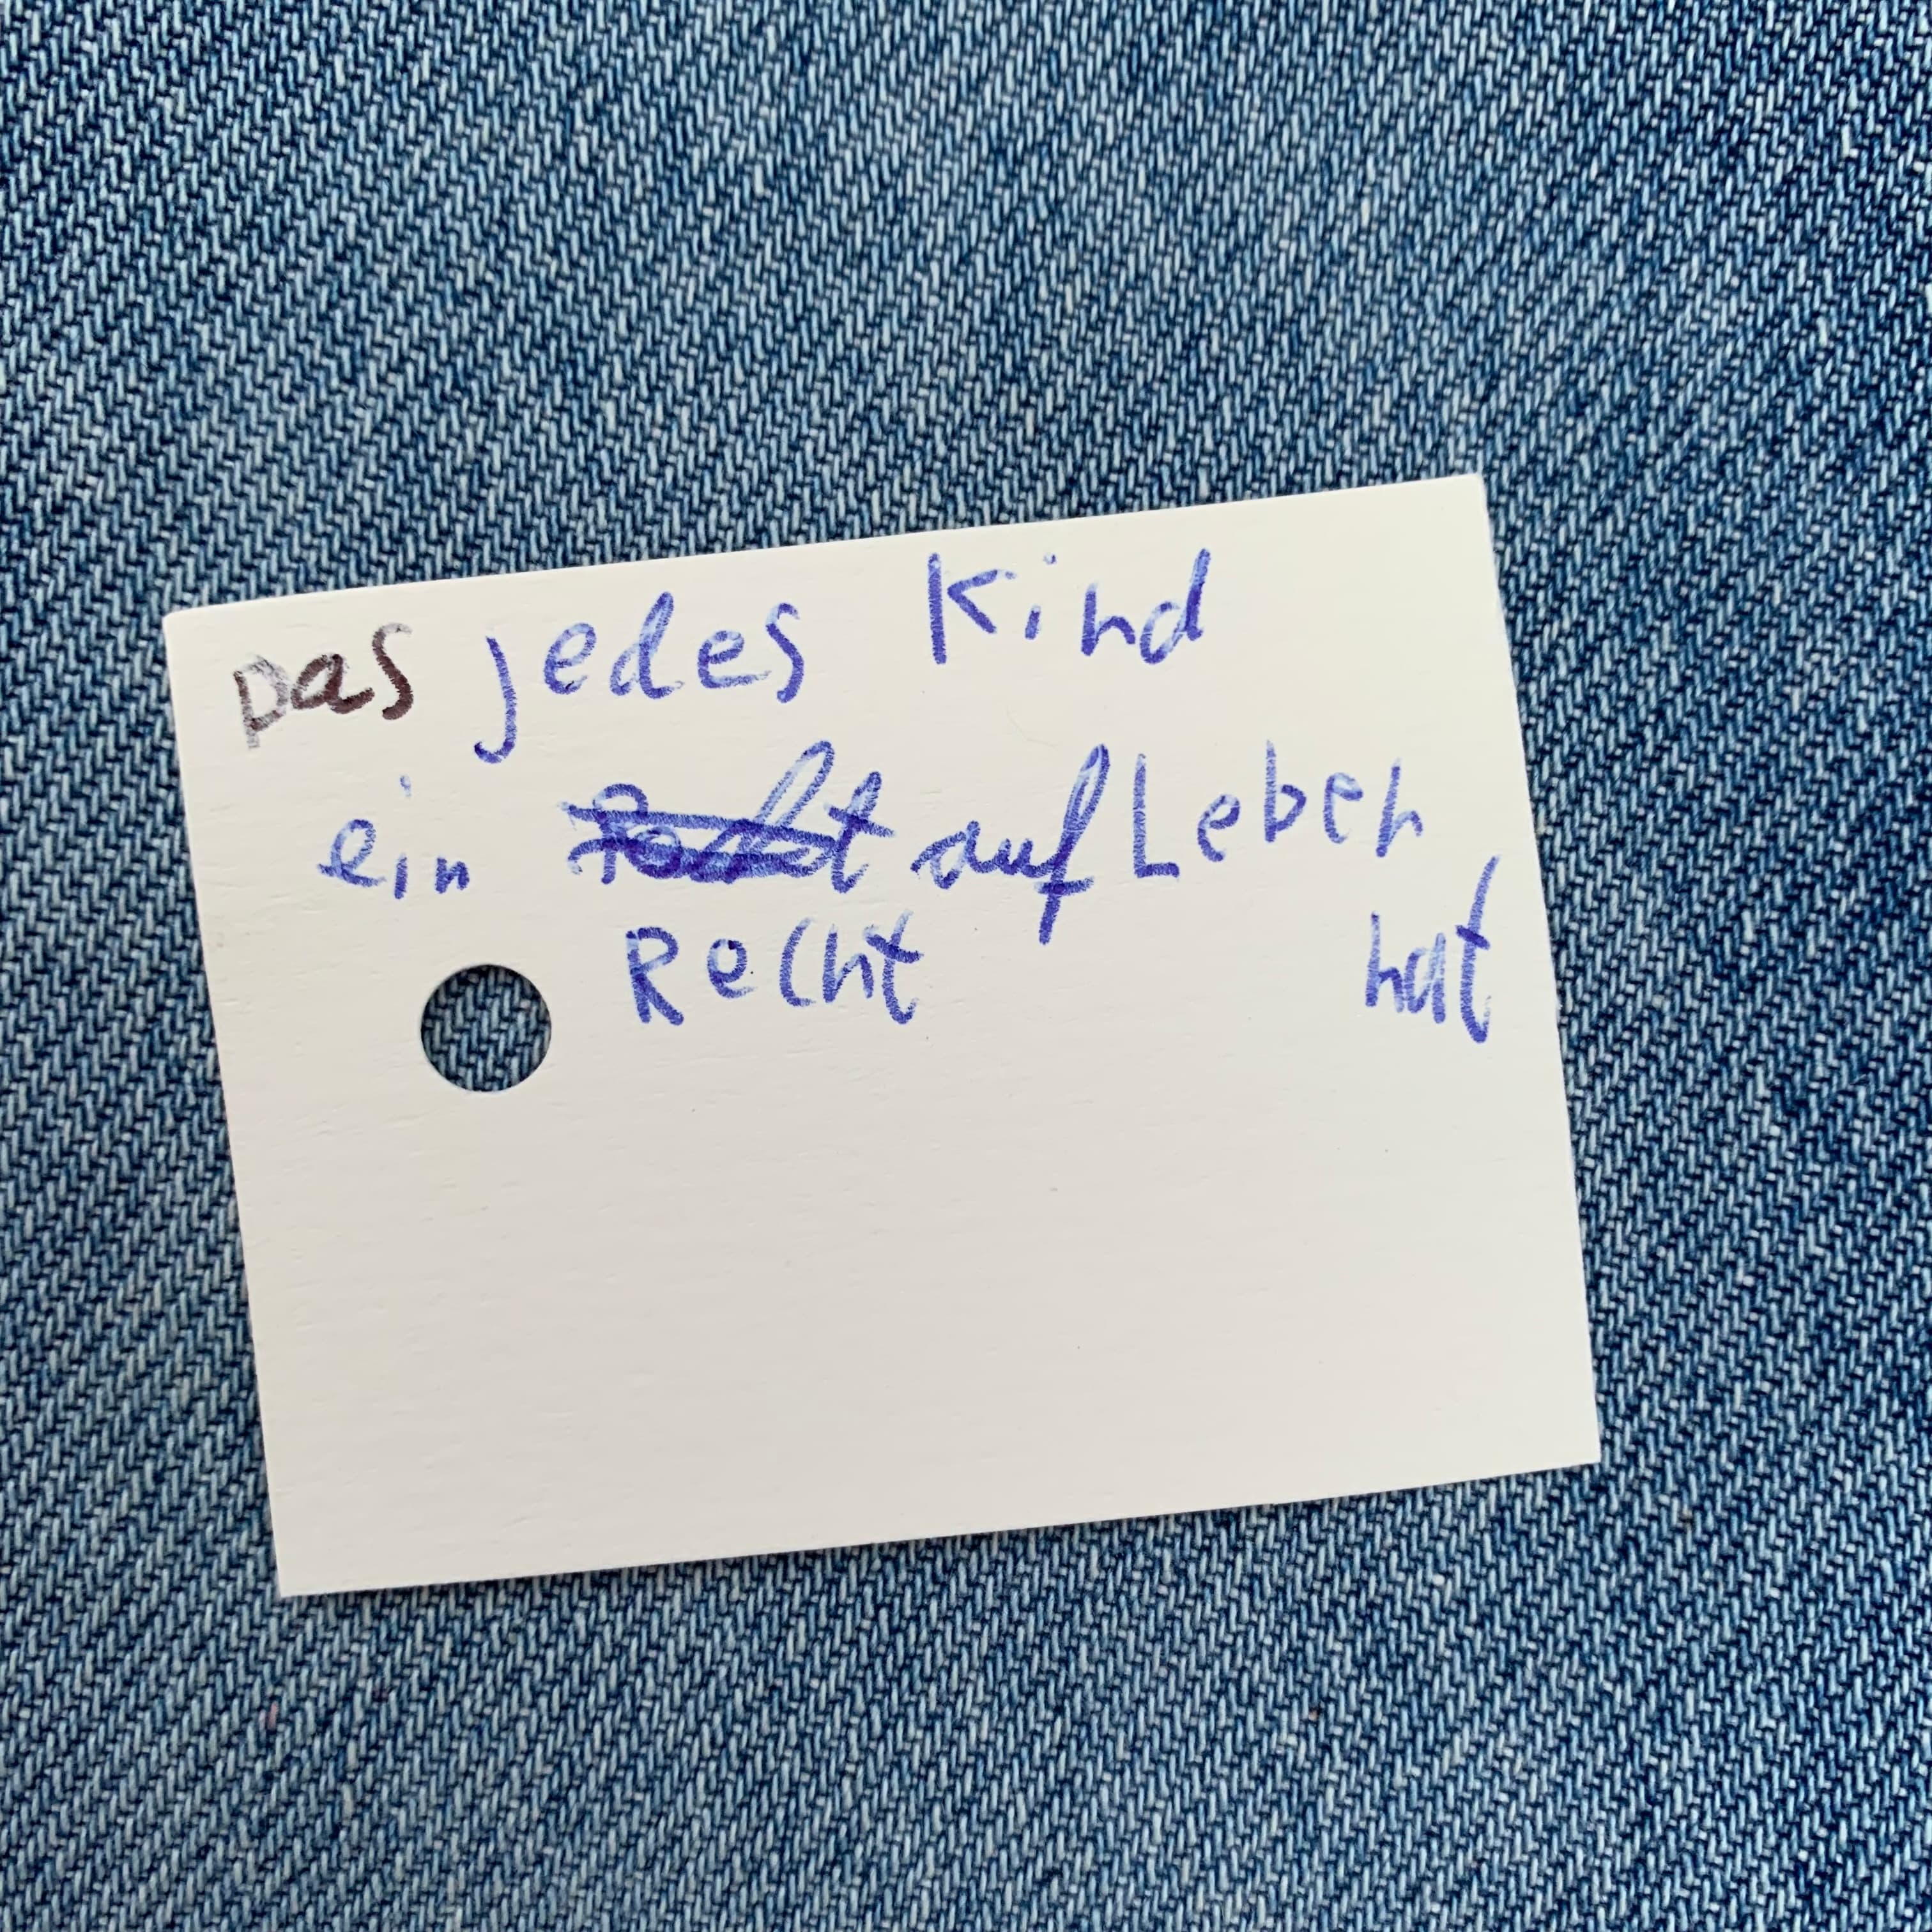 Das jedes Kind
ein auf Leben
Recht hat